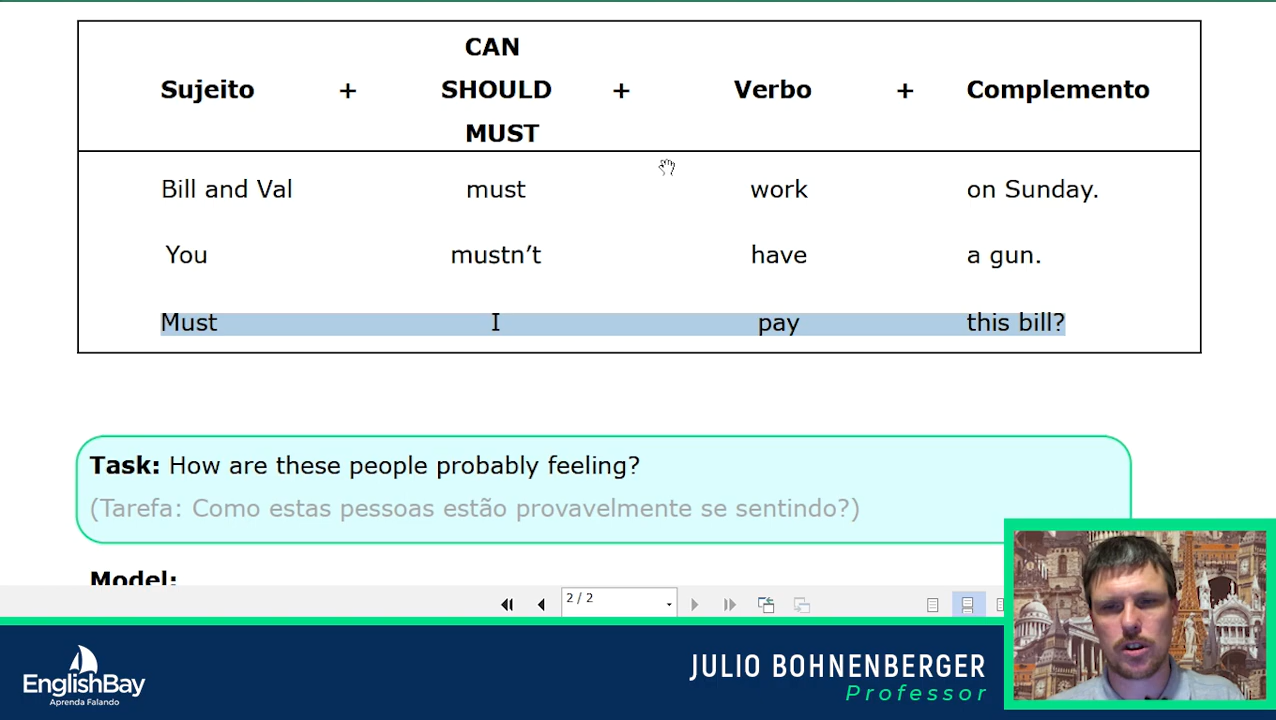 CAN
Sujeito + SHOULD + Verbo + Complemento
MUST
Bill and Val must work on Sunday.
You mustn’t have a gun.
Must I pay this bill?
Task: How are these people probably feeling?
(Tarefa: Como estas pessoas estão provavelmente se sentindo?)
Model:
2 / 2
EnglishBay
Aprenda Falando
JULIO BOHNENBERGER
Professor